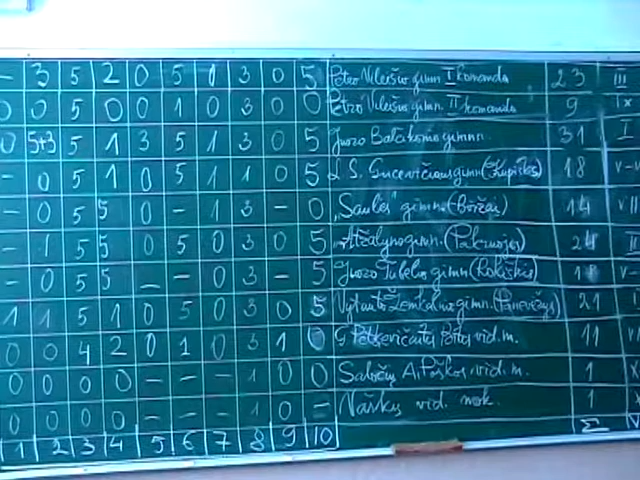 - 3 5 2 0 5 0 3 0 5 Petro Vileišio gimn I komanda 23 III
0 0 5 0 0 1 0 3 0 0 Petro Vileišio gimn. II komanda 9 IX
0 5+3 5 1 3 5 1 3 0 5 Juozo Balčikonio gimn. 31 I
- 0 5 1 0 5 1 1 0 5 L. S. gimn (Kupiškis) 18 V-V
- 0 5 5 0 - 1 3 - 0 "Saulės" gimn (Biržai) 14 VII
- 1 5 5 0 5 0 3 0 5 Atžalyno gimn. (Pakruojis) 24 II
- 0 5 5 - - 0 3 - 5 Juozo Tūbelio gimn (Rokiškis) V-
1 1 5 1 0 5 0 3 0 5 Vytauto Žemkalnio gimn. (Panevėžys) 21
0 0 4 2 0 1 0 3 1 0 G. Petkevičaitės Bitės vid. m. 11
0 0 0 0 - - - 1 0 0 Saločių A. Poškos vid. m. 1
0 0 0 0 - - - 1 0 - vid. mok. 1
1 2 3 4 5 6 7 8 9 10 Σ